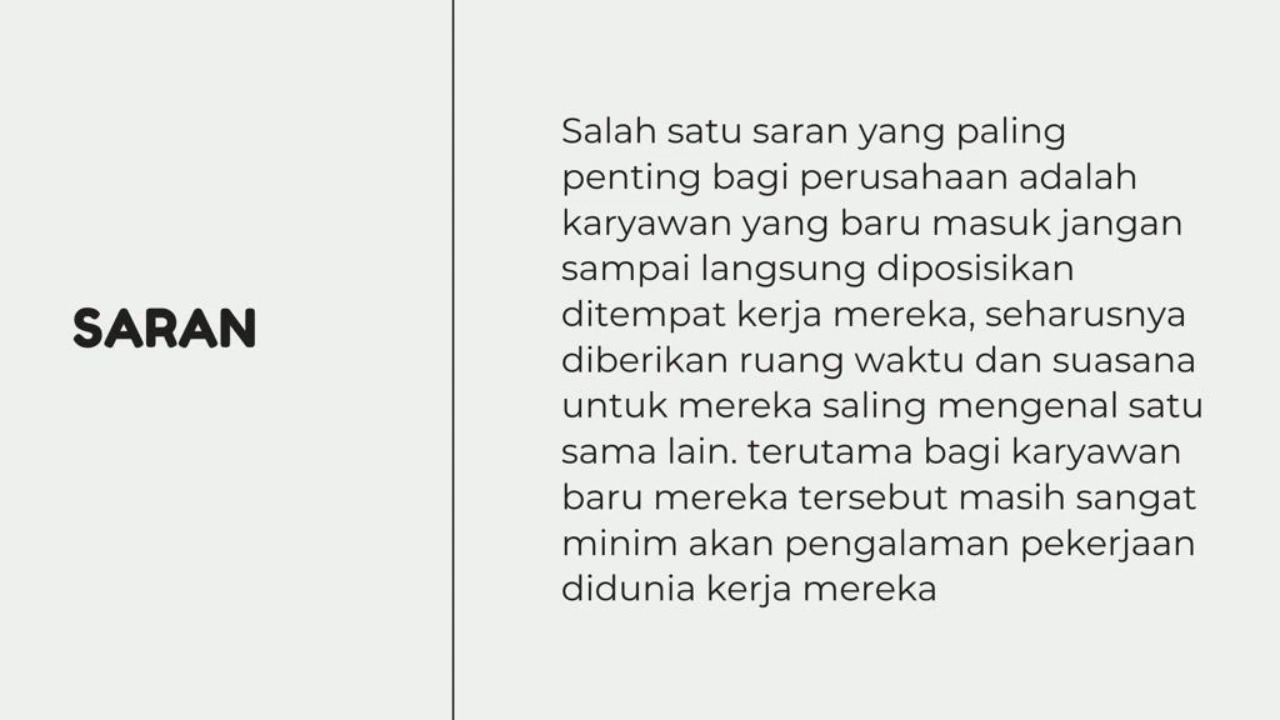 SARAN
Salah satu saran yang paling
penting bagi perusahaan adalah
karyawan yang baru masuk jangan
sampai langsung diposisikan
ditempat kerja mereka, seharusnya
diberikan ruang waktu dan suasana
untuk mereka saling mengenal satu
sama lain. terutama bagi karyawan
baru mereka tersebut masih sangat
minim akan pengalaman pekerjaan
didunia kerja mereka